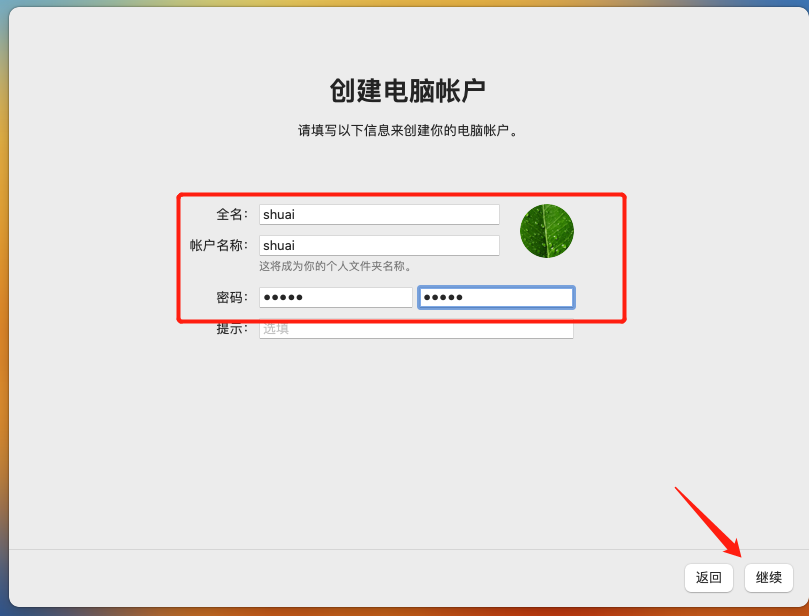 创建电脑帐户
请填写以下信息来创建你的电脑帐户。
全名： shuai
帐户名称： shuai
这将成为你的个人文件夹名称。
密码： ●●●●● ●●●●●
提示： 选填
返回 继续